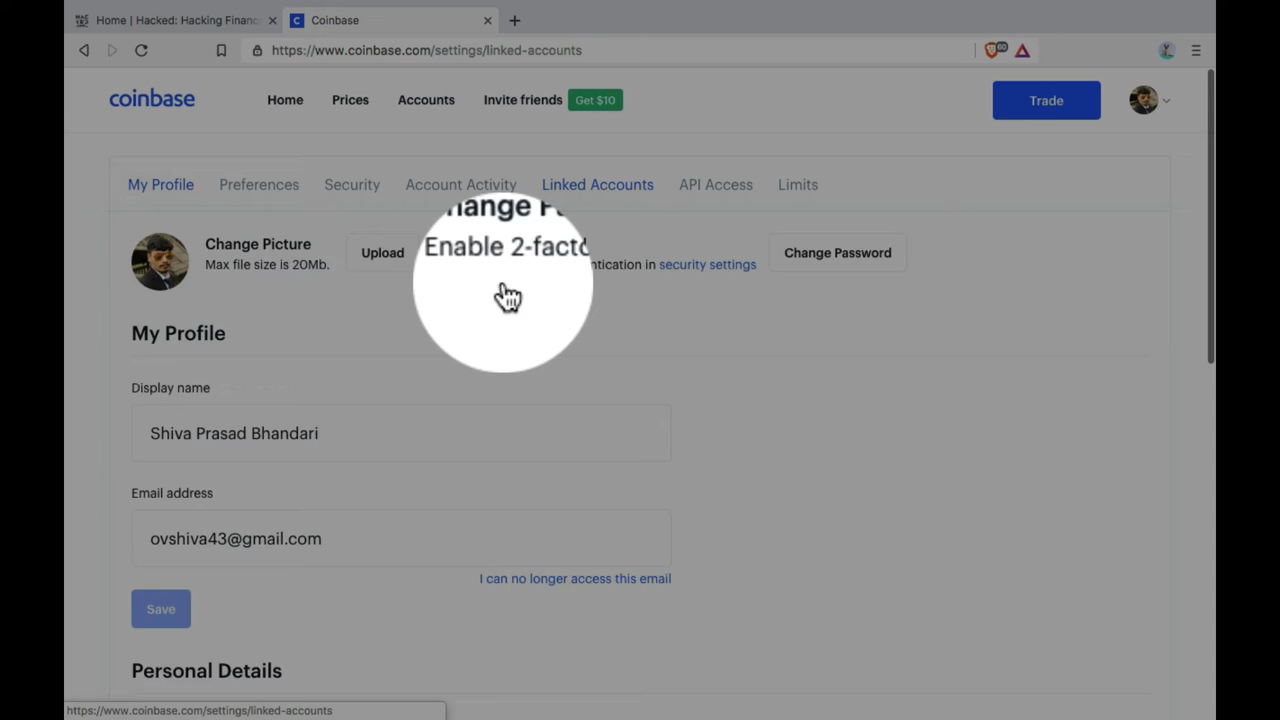 Home | Hacked: Hacking Financ
Coinbase
https://www.coinbase.com/settings/linked-accounts
60
coinbase
Home
Prices
Accounts
Invite friends
Get $10
Trade
My Profile
Preferences
Security
Account Activity
Linked Accounts
API Access
Limits
Change Picture
Max file size is 20Mb.
Upload
hange P
Enable 2-facto
ntication in security settings
Change Password
My Profile
Display name
Shiva Prasad Bhandari
Email address
ovshiva43@gmail.com
I can no longer access this email
Save
Personal Details
https://www.coinbase.com/settings/linked-accounts